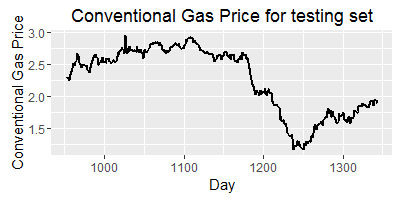 Conventional Gas Price for testing set
Conventional Gas Price
3.0
2.5
2.0
1.5
1000
1100
1200
1300
Day